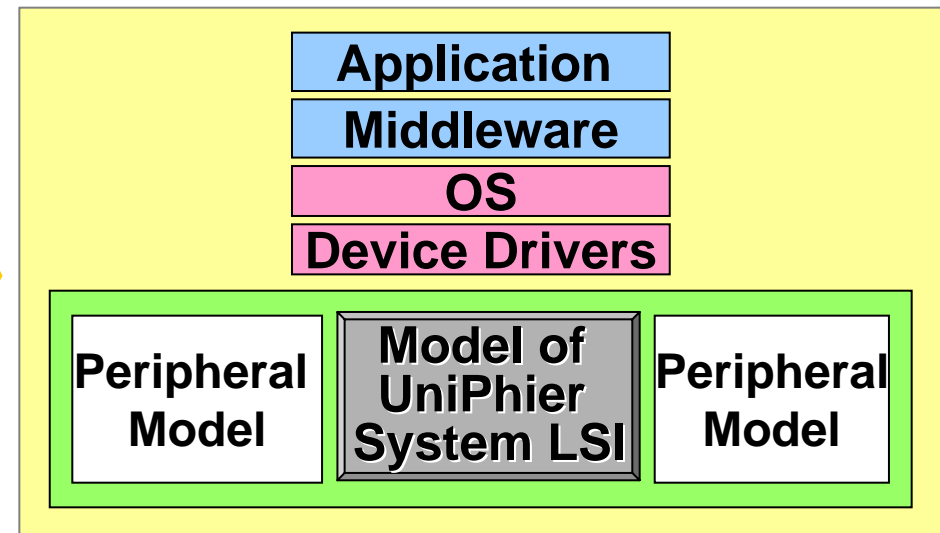 Application
Middleware
OS
Device Drivers
Peripheral
Model
Model of
UniPhier
System LSI
Peripheral
Model